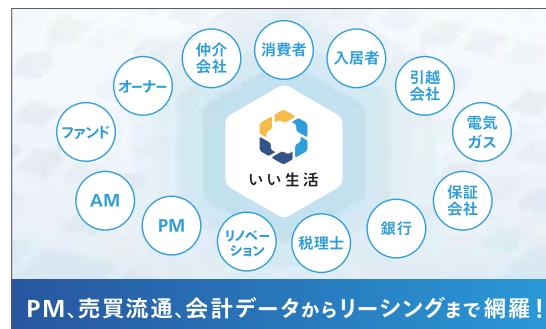 仲介
会社
消費者
入居者
オーナー
引越
会社
ファンド
電気
ガス
いい生活
AM
保証
会社
PM
リノベー
ション
税理士
銀行
PM、売買流通、会計データからリーシングまで網羅！